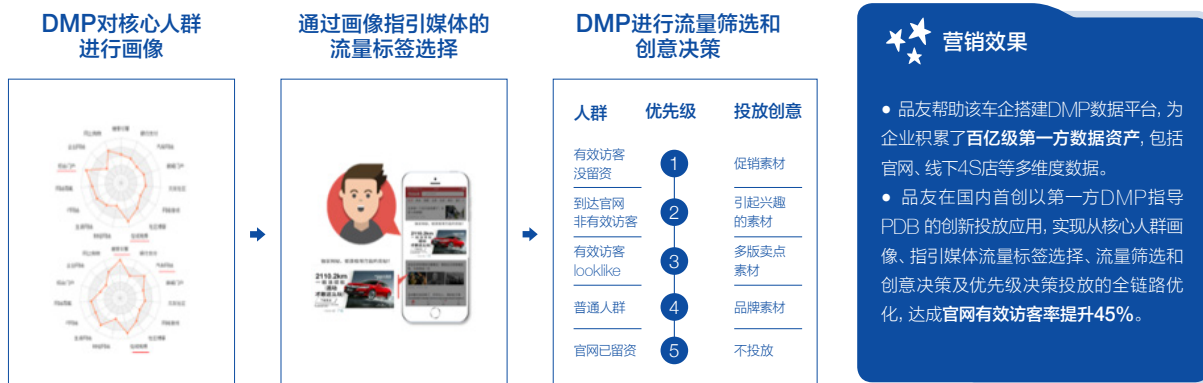 DMP对核心人群
进行画像
通过画像指引媒体的
流量标签选择
2110.2km
DMP进行流量筛选和
创意决策
人群 优先级 投放创意
有效访客
没留资
1
促销素材
到达官网
非有效访客
2
引起兴趣
的素材
有效访客
looklike
3
多版卖点
素材
普通人群 4 品牌素材
官网已留资 5 不投放
营销效果
• 品友帮助该车企搭建DMP数据平台，为
企业积累了百亿级第一方数据资产，包括
官网、线下4S店等多维度数据。
• 品友在国内首创以第一方DMP指导
PDB 的创新投放应用，实现从核心人群画
像、指引媒体流量标签选择、流量筛选和
创意决策及优先级决策投放的全链路优
化，达成官网有效访客率提升45%。